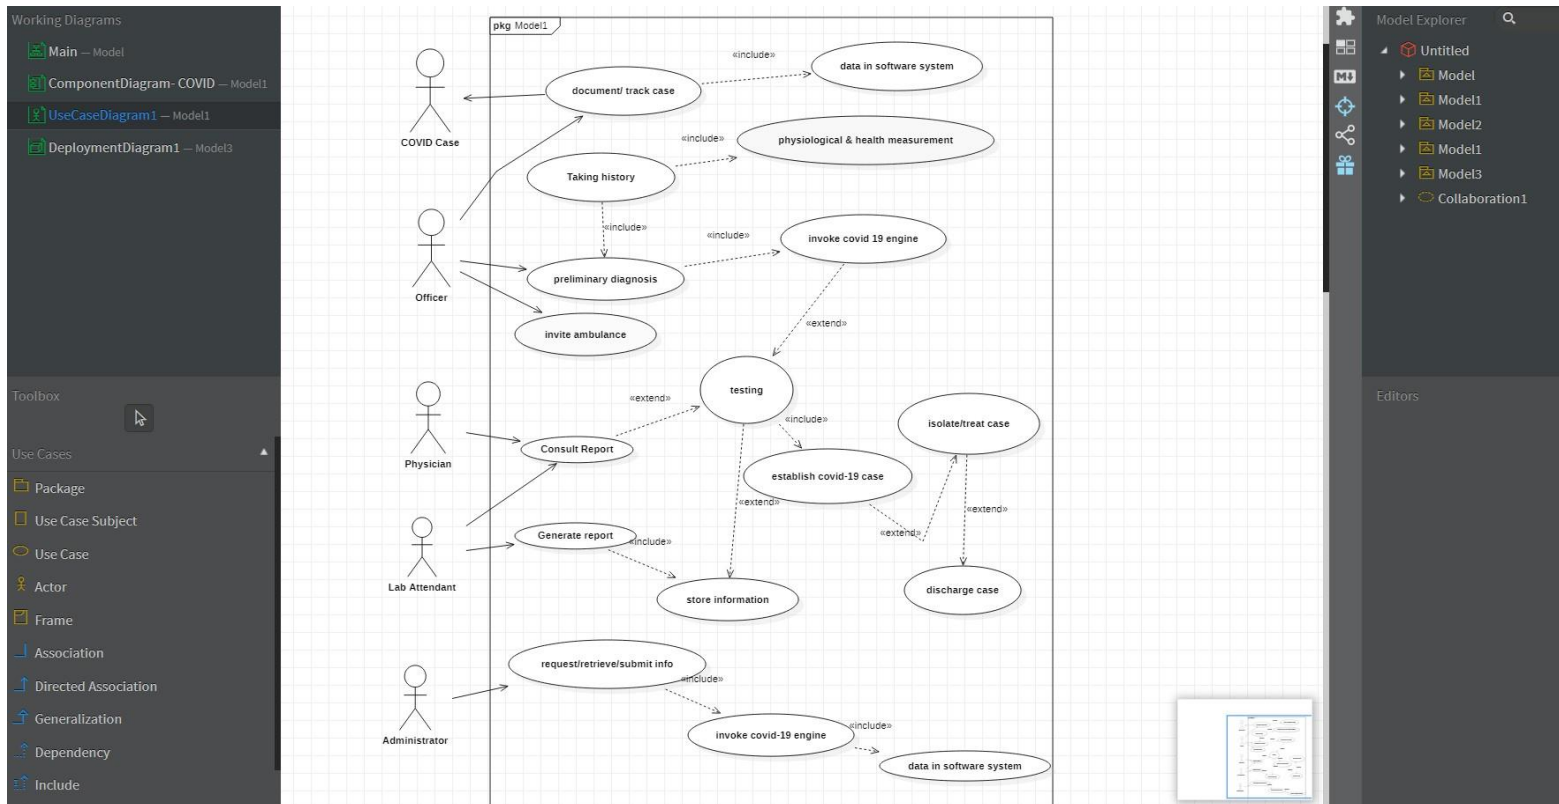 Working Diagrams
Main — Model
ComponentDiagram- COVID — Model1
UseCaseDiagram1 — Model1
DeploymentDiagram1 — Model3
Toolbox
Use Cases
Package
Use Case Subject
Use Case
Actor
Frame
Association
Directed Association
Generalization
Dependency
Include
pkg Model1
COVID Case
document/ track case
«include»
data in software system
«include»
physiological & health measurement
Taking history
«include»
Officer
preliminary diagnosis
«include»
invoke covid 19 engine
invite ambulance
«extend»
testing
«extend»
Physician
Consult Report
«include»
isolate/treat case
establish covid-19 case
«extend»
«extend»
«extend»
Lab Attendant
Generate report
«include»
store information
discharge case
Administrator
request/retrieve/submit info
«include»
invoke covid-19 engine
«include»
data in software system
M
Model Explorer
Untitled
Model
Model1
Model2
Model1
Model3
Collaboration1
Editors